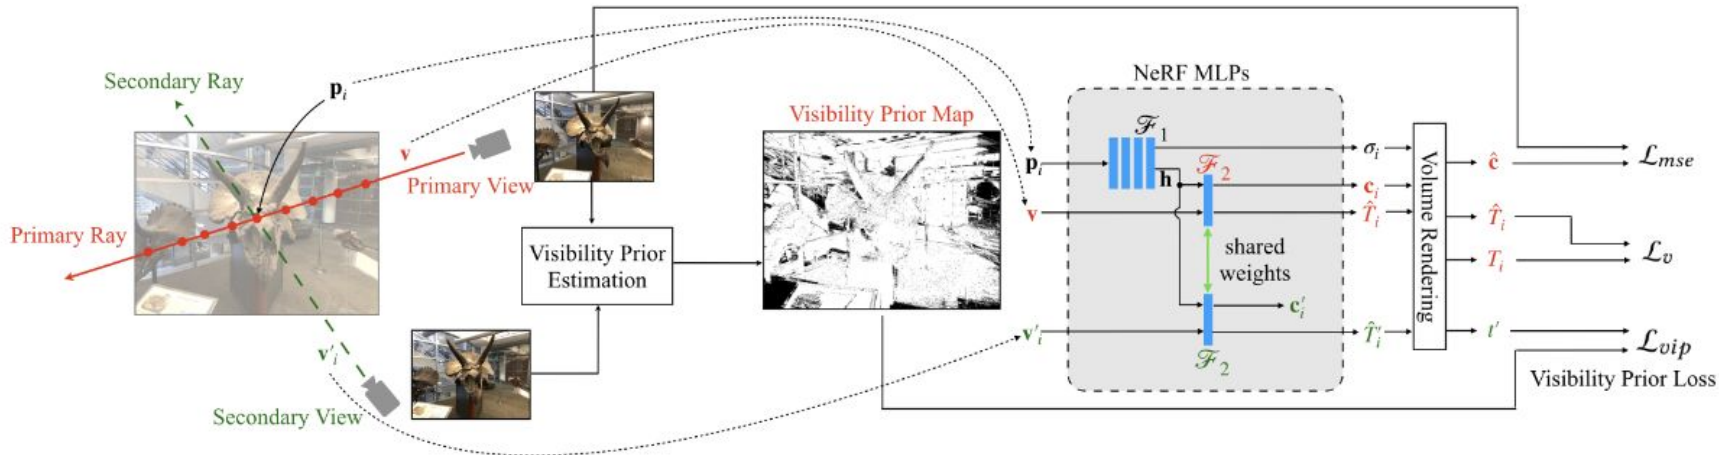 Secondary Ray
p_i
v
Primary View
Primary Ray
v'_i
Secondary View
Visibility Prior
Estimation
Visibility Prior Map
NeRF MLPs
p_i
v
v'_i
ℱ_1
h
ℱ_2
shared
weights
ℱ_2
c'_i
σ_i
c_i
T̂_i
T̂'_i
Volume Rendering
ĉ
T̂_i
T_i
t'
ℒ_mse
ℒ_v
ℒ_vip
Visibility Prior Loss